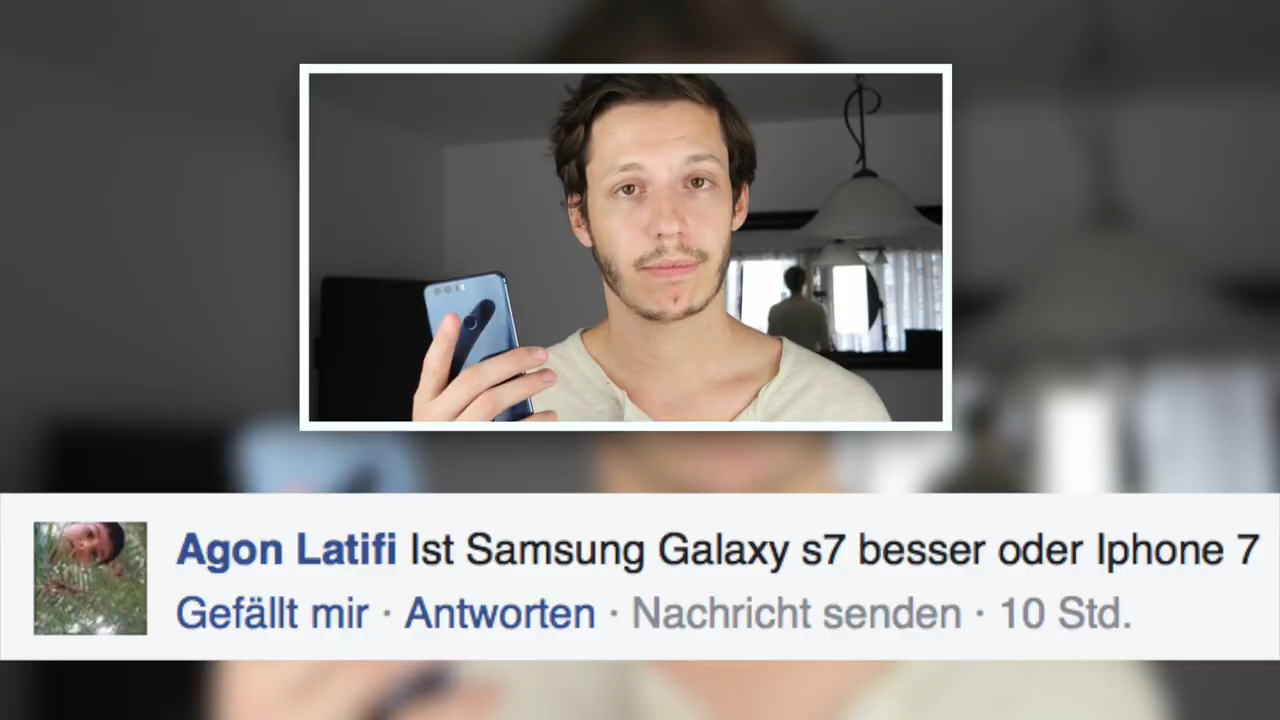 Agon Latifi Ist Samsung Galaxy s7 besser oder Iphone 7
Gefällt mir · Antworten · Nachricht senden · 10 Std.